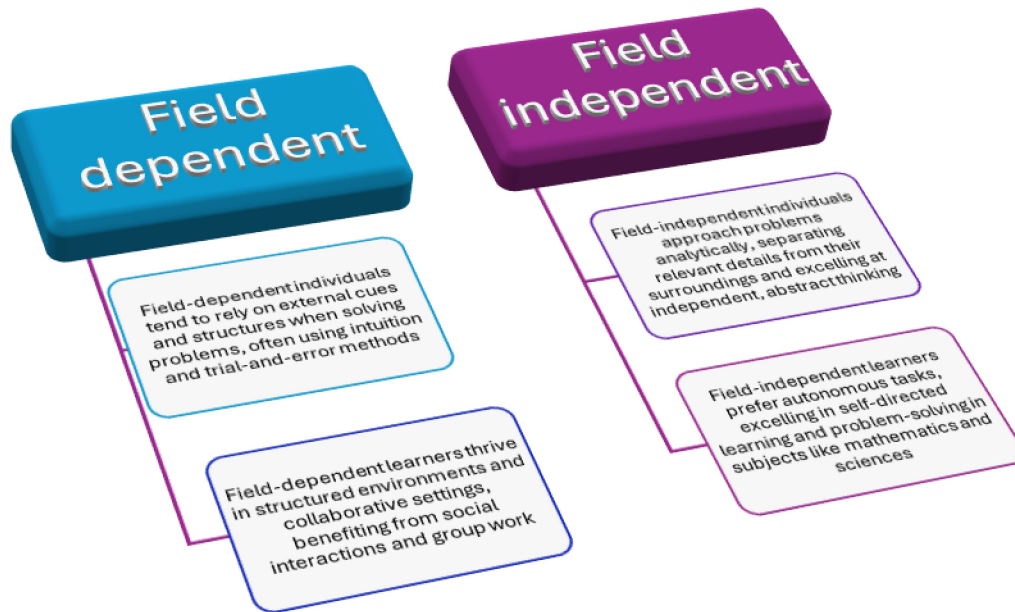 Field
dependent
Field-dependent individuals
tend to rely on external cues
and structures when solving
problems, often using intuition
and trial-and-error methods
Field-dependent learners thrive
in structured environments and
collaborative settings,
benefiting from social
interactions and group work
Field
independent
Field-independent individuals
approach problems
analytically, separating
relevant details from their
surroundings and excelling at
independent, abstract thinking
Field-independent learners
prefer autonomous tasks,
excelling in self-directed
learning and problem-solving in
subjects like mathematics and
sciences